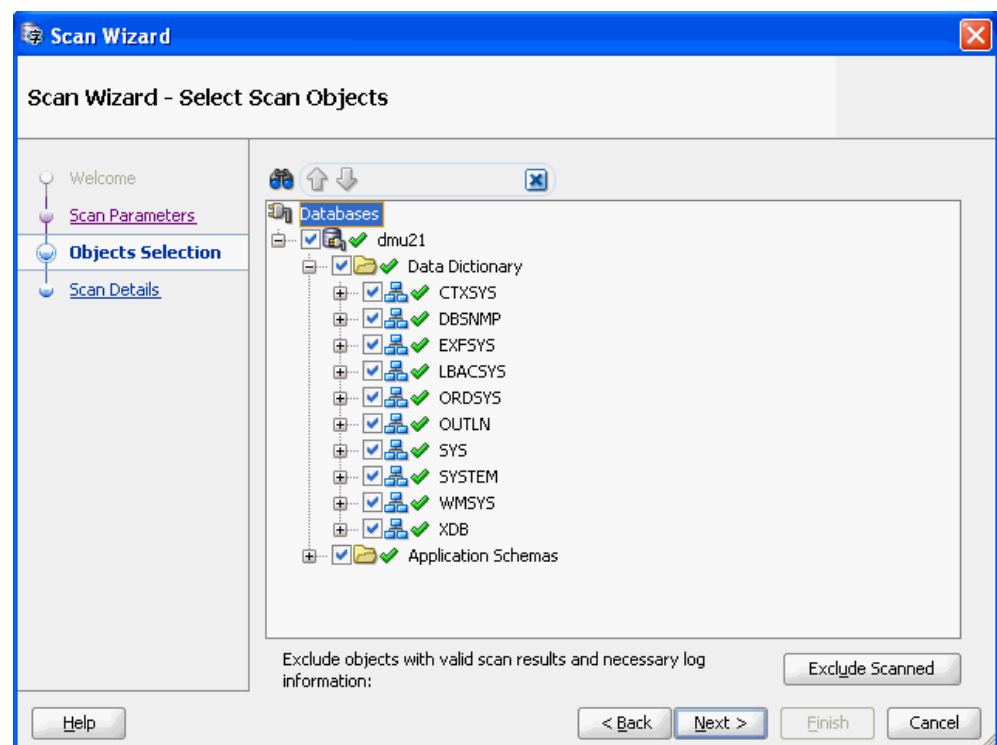 Scan Wizard
Scan Wizard - Select Scan Objects
Welcome
Scan Parameters
Objects Selection
Scan Details
Databases
dmu21
Data Dictionary
CTXSYS
DBSNMP
EXFSYS
LBACSYS
ORDSYS
OUTLN
SYS
SYSTEM
WMSYS
XDB
Application Schemas
Exclude objects with valid scan results and necessary log
information:
Exclude Scanned
Help
< Back
Next >
Finish
Cancel